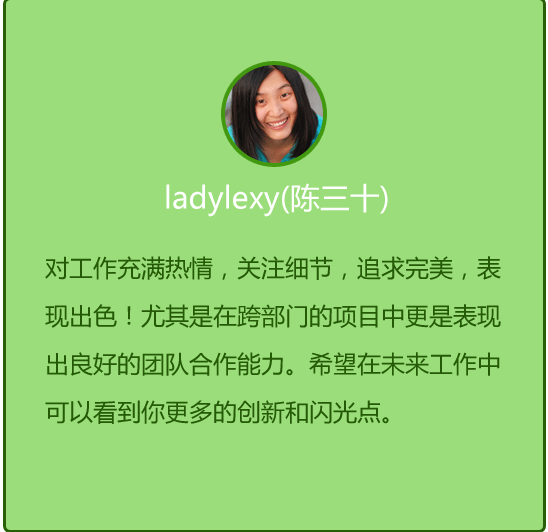 ladylexy(陈三十)
对工作充满热情，关注细节，追求完美，表
现出色！尤其是在跨部门的项目中更是表现
出良好的团队合作能力。希望在未来工作中
可以看到你更多的创新和闪光点。